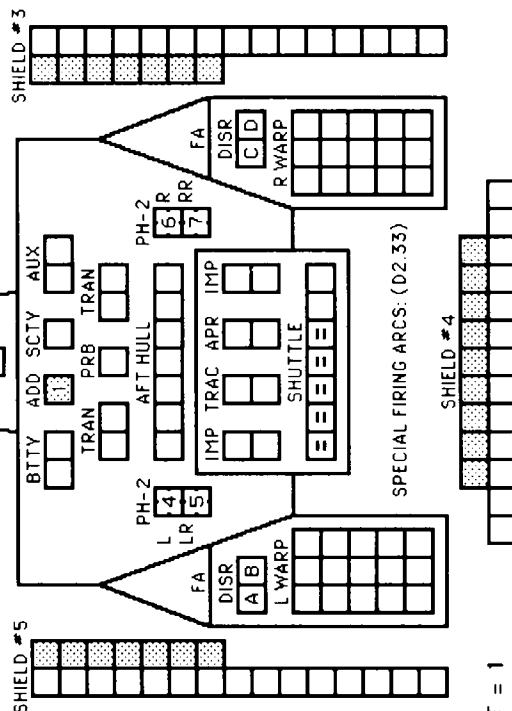 SHIELD #3
SHIELD #5
BTTY ADD SCTY AUX
1
TRAN PRB TRAN
AFT HULL
PH-2
L 4
LR 5
PH-2
6 R
7 RR
FA
DISR
A B
L WARP
FA
DISR
C D
R WARP
IMP TRAC APR IMP
SHUTTLE
= = = = =
SPECIAL FIRING ARCS: (D2.33)
SHIELD #4
= 1